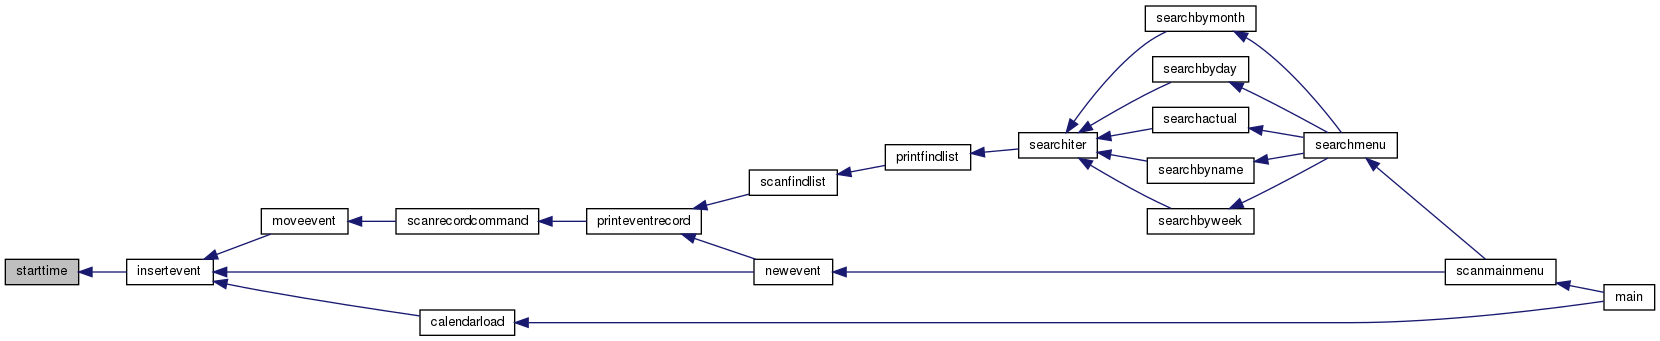 searchbymonth
searchbyday
searchactual
searchiter
searchmenu
printfindlist
searchbyname
scanfindlist
moveevent
scanrecordcommand
printeventrecord
searchbyweek
starttime
insertevent
newevent
scanmainmenu
main
calendarload